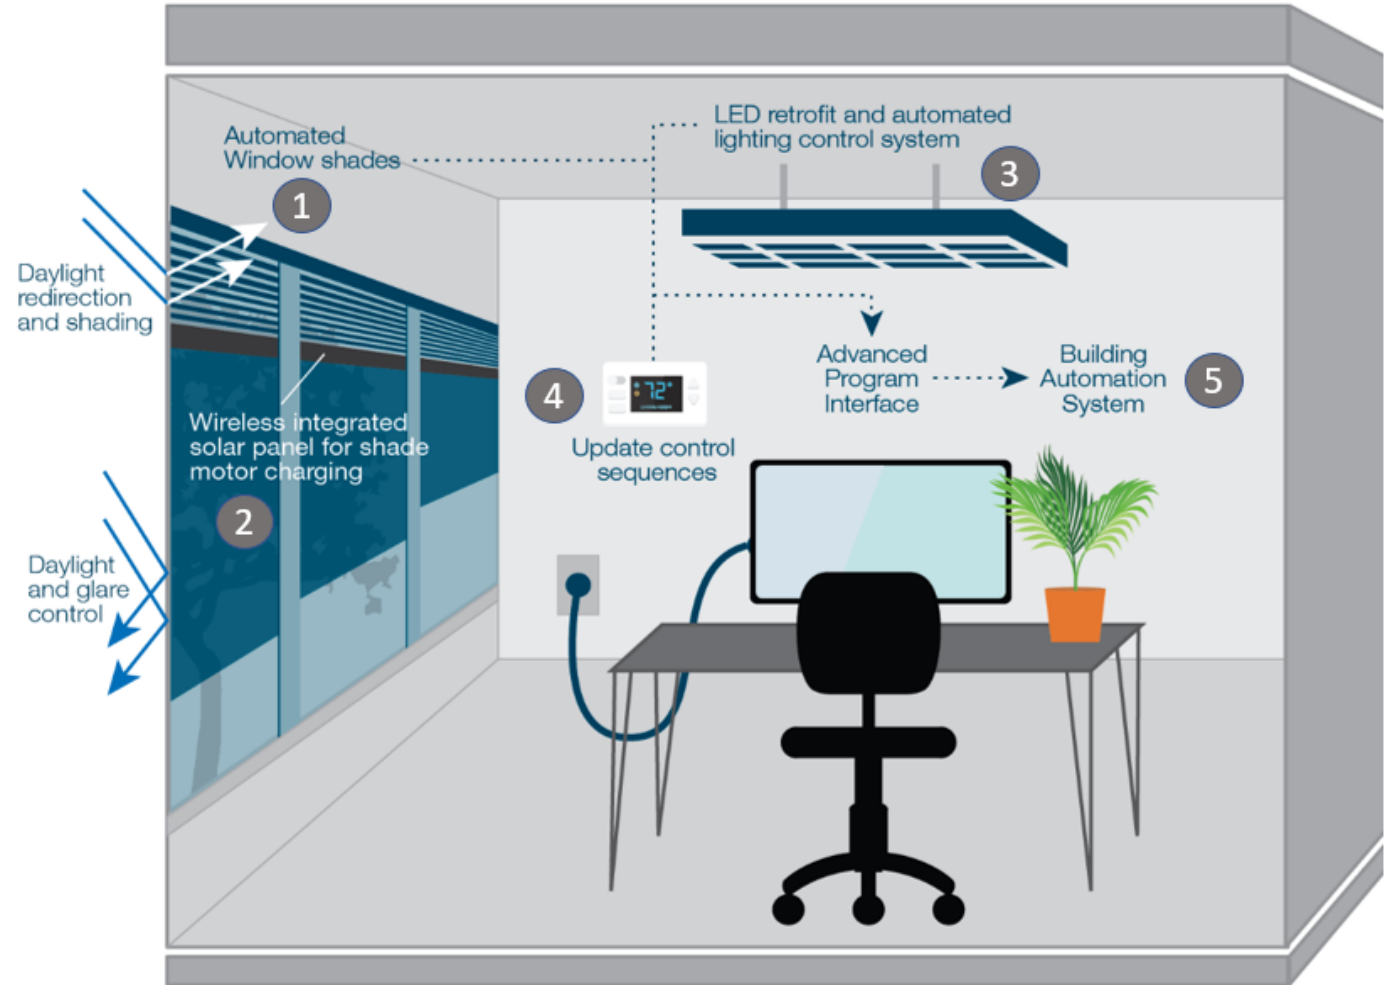 LED retrofit and automated
lighting control system
3
Automated
Window shades
1
Daylight
redirection
and shading
Wireless integrated
solar panel for shade
motor charging
2
Daylight
and glare
control
4
72°
Update control
sequences
Advanced
Program
Interface
Building
Automation
System
5